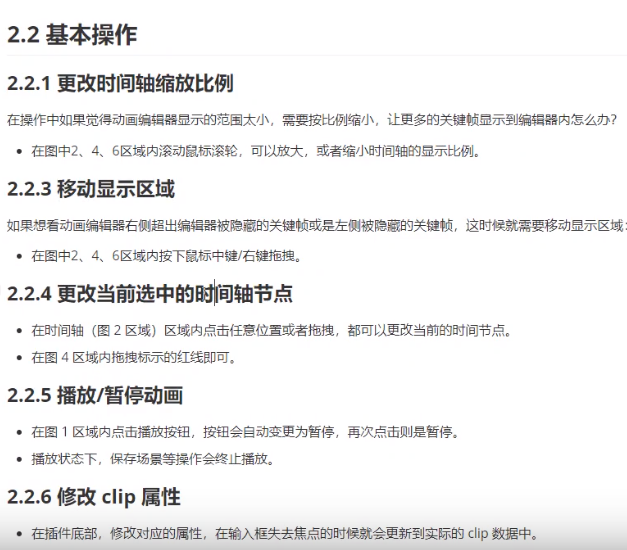 2.2 基本操作
2.2.1 更改时间轴缩放比例
在操作中如果觉得动画编辑器显示的范围太小，需要按比例缩小，让更多的关键帧显示到编辑器内怎么办？
在图中2、4、6区域内滚动鼠标滚轮，可以放大，或者缩小时间轴的显示比例。
2.2.3 移动显示区域
如果想看动画编辑器右侧超出编辑器被隐藏的关键帧或是左侧被隐藏的关键帧，这时候就需要移动显示区域：
在图中2、4、6区域内按下鼠标中键/右键拖拽。
2.2.4 更改当前选中的时间轴节点
在时间轴（图 2 区域）区域内点击任意位置或者拖拽，都可以更改当前的时间节点。
在图 4 区域内拖拽标示的红线即可。
2.2.5 播放/暂停动画
在图 1 区域内点击播放按钮，按钮会自动变更为暂停，再次点击则是暂停。
播放状态下，保存场景等操作会终止播放。
2.2.6 修改 clip 属性
在插件底部，修改对应的属性，在输入框失去焦点的时候就会更新到实际的 clip 数据中。